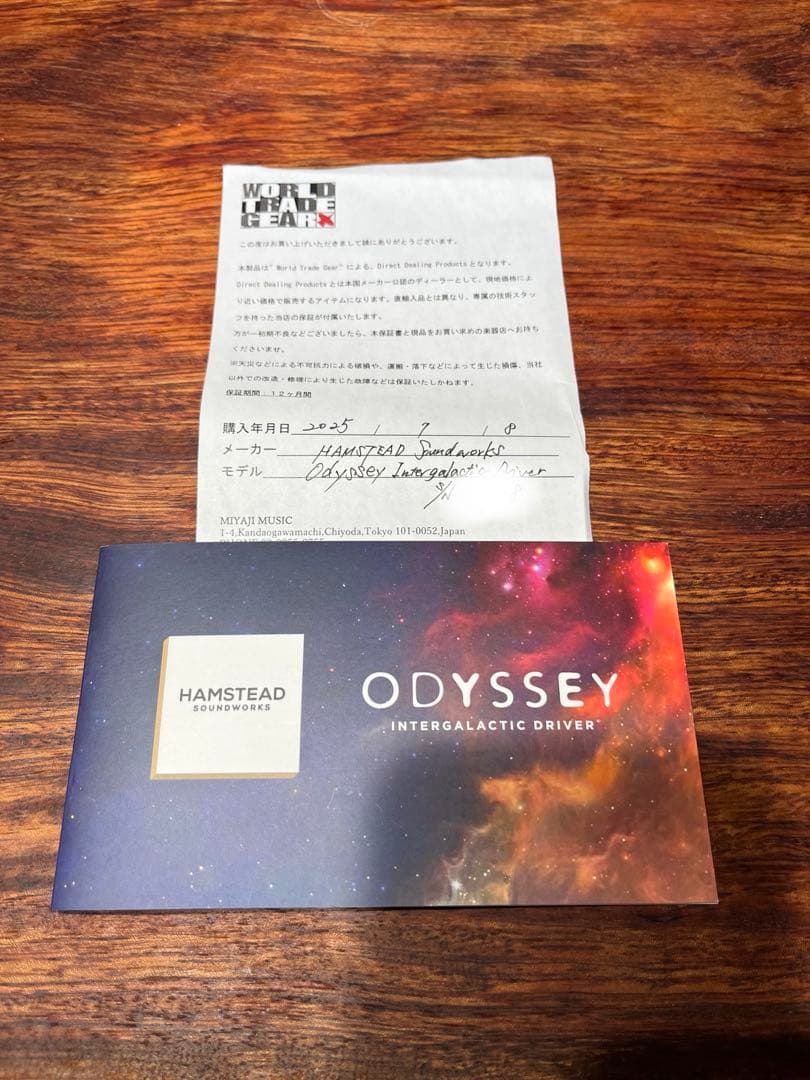 WORLD
TRADE
GEAR
この度はお買い上げいただきまして誠にありがとうございます。
本製品は"World Trade Gear"による、Direct Dealing Productsとなります。
Direct Dealing Productsとは本国メーカー公認のディーラーとして、現地価格によ
り近い価格で販売するアイテムになります。直輸入品とは異なり、専属の技術スタッ
フを持った当店の保証が付属いたします。
万が一初期不良などございましたら、本保証書と現品をお買い求めの楽器店へお持ち
くださいませ。
※天災などによる不可抗力による破損や、運搬・落下などによって生じた損傷、当社
以外での改造・修理により生じた故障などは保証いたしかねます。
保証期間：12ヶ月間
購入年月日 2025 / 7 / 8
メーカー HAMSTEAD Soundworks
モデル Odyssey Intergalactic Driver
S/N
MIYAJI MUSIC
1-4,Kandaogawamachi,Chiyoda,Tokyo 101-0052,Japan
HAMSTEAD
SOUNDWORKS
ODYSSEY
INTERGALACTIC DRIVER